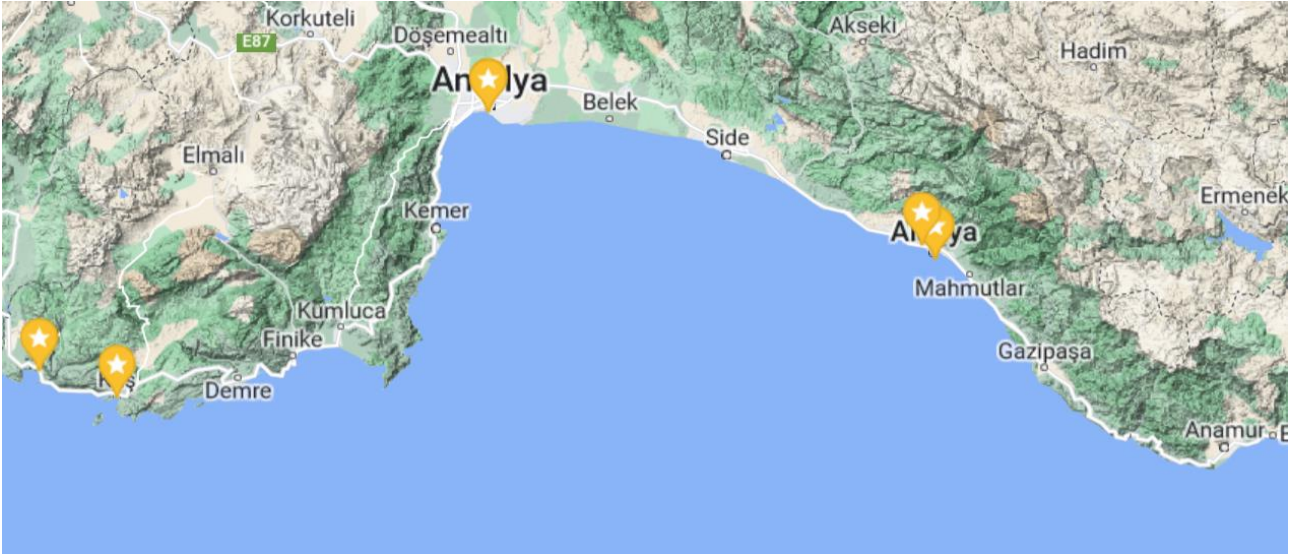 Korkuteli
Akseki
Döşemealtı
E87
Hadim
Belek
Side
Elmalı
Ermenek
Kemer
Mahmutlar
Kumluca
Finike
Gazipaşa
Demre
Anamur